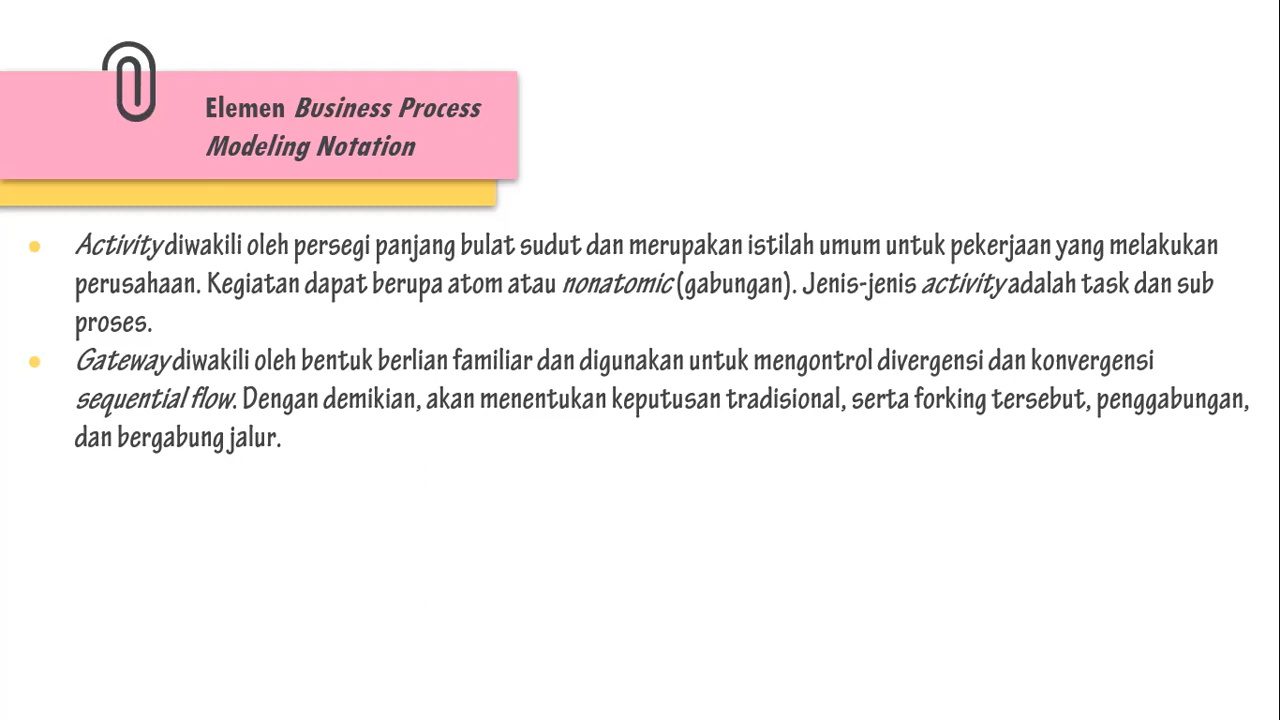 Elemen Business Process
Modeling Notation
Activity diwakili oleh persegi panjang bulat sudut dan merupakan istilah umum untuk pekerjaan yang melakukan
perusahaan. Kegiatan dapat berupa atom atau nonatomic (gabungan). Jenis-jenis activity adalah task dan sub
proses.
Gateway diwakili oleh bentuk berlian familiar dan digunakan untuk mengontrol divergensi dan konvergensi
sequential flow. Dengan demikian, akan menentukan keputusan tradisional, serta forking tersebut, penggabungan,
dan bergabung jalur.